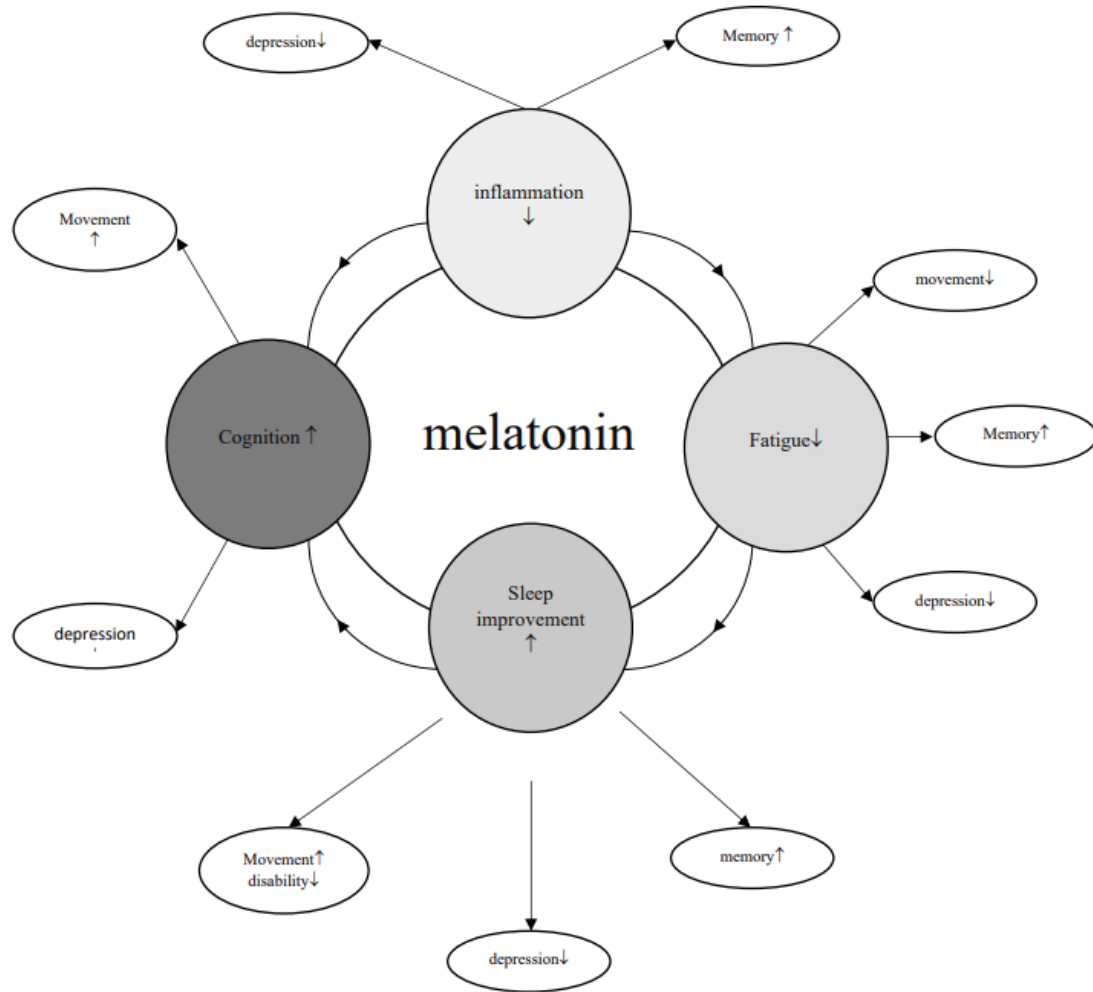 depression↓
Memory ↑
inflammation
↓
Movement
↑
movement↓
Cognition ↑
melatonin
Fatigue↓
Memory↑
Sleep
improvement
↑
depression↓
depression
Movement↑
disability↓
memory↑
depression↓